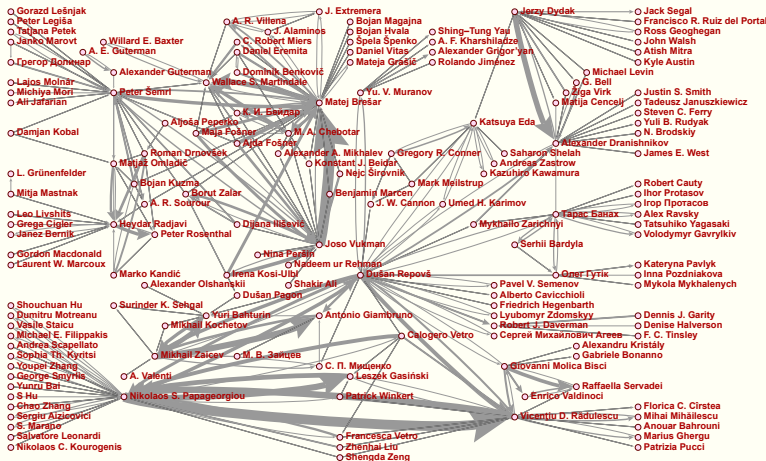 Gorazd Lešnjak
Peter Legiša
Tatjana Petek
Janko Marovt
Грегор Долинар
Willard E. Baxter
A. E. Guterman
A. R. Villena
J. Alaminos
C. Robert Miers
Daniel Eremita
Dominik Benkovič
J. Extremera
Bojan Magajna
Bojan Hvala
Špela Špenko
Daniel Vitas
Mateja Grašič
Shing-Tung Yau
A. F. Kharshiladze
Alexander Grigor'yan
Rolando Jiménez
Jerzy Dydak
Jack Segal
Francisco R. Ruiz del Portal
Ross Geoghegan
John Walsh
Atish Mitra
Kyle Austin
Lajos Molnár
Michiya Mori
Ali Jafarian
Alexander Guterman
Peter Šemrl
Wallace S. Martindale
Matej Brešar
Yu. V. Muranov
Michael Levin
G. Bell
Žiga Virk
Matija Cencelj
Justin S. Smith
Tadeusz Januszkiewicz
Steven C. Ferry
Yuli B. Rudyak
N. Brodskiy
James E. West
Damjan Kobal
Aljoša Peperko
Maja Fošner
К. И. Бейдар
M. A. Chebotar
Ajda Fošner
Katsuya Eda
Alexander Dranishnikov
Roman Drnovšek
Matjaž Omladič
Alexander A. Mikhalev
Konstant J. Beidar
Nejc Širovnik
Gregory R. Conner
Saharon Shelah
Andreas Zastrow
Kazuhiro Kawamura
L. Grünenfelder
Mitja Mastnak
Bojan Kuzma
Borut Zalar
A. R. Sourour
Benjamin Marcen
Mark Meilstrup
J. W. Cannon
Umed H. Karimov
Robert Cauty
Ihor Protasov
Ігор Протасов
Alex Ravsky
Tatsuhiko Yagasaki
Volodymyr Gavrylkiv
Leo Livshits
Grega Cigler
Janez Bernik
Heydar Radjavi
Peter Rosenthal
Dijana Ilišević
Mykhailo Zarichnyi
Тарас Банах
Gordon Macdonald
Laurent W. Marcoux
Joso Vukman
Nina Peršin
Nadeem ur Rehman
Serhii Bardyla
Marko Kandić
Irena Kosi-Ulbl
Shakir Ali
Dušan Repovš
Олег Гутік
Kateryna Pavlyk
Inna Pozdniakova
Mykola Mykhalenych
Alexander Olshanskii
Dušan Pagon
Pavel V. Semenov
Alberto Cavicchioli
Friedrich Hegenbarth
Lyubomyr Zdomskyy
Robert J. Daverman
Сергей Михайлович Агеев
Dennis J. Garity
Denise Halverson
F. C. Tinsley
Shouchuan Hu
Dumitru Motreanu
Vasile Staicu
Michael E. Filippakis
Andrea Scapellato
Sophia Th. Kyritsi
Youpei Zhang
George Smyrlis
Yunru Bai
S Hu
Chao Zhang
Sergiu Aizicovici
S. Marano
Salvatore Leonardi
Nikolaos C. Kourogenis
Surinder K. Sehgal
Yuri Bahturin
Mikhail Kochetov
Antonio Giambruno
Calogero Vetro
Mikhail Zaicev
М. В. Зайцев
С. П. Мищенко
A. Valenti
Leszék Gasiński
Nikolaos S. Papageorgiou
Patrick Winkert
Alexandru Kristály
Gabriele Bonanno
Giovanni Molica Bisci
Raffaella Servadei
Enrico Valdinoci
Vicenţiu D. Rădulescu
Florica C. Cîrstea
Mihai Mihăilescu
Anouar Bahrouni
Marius Ghergu
Patrizia Pucci
Francesca Vetro
Zhenhai Liu
Shengda Zeng